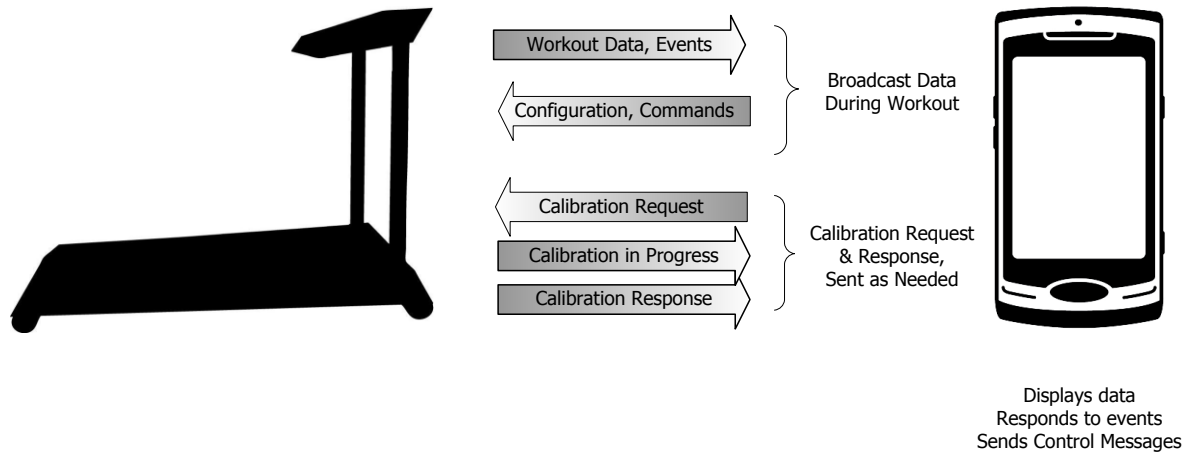 Workout Data, Events
Configuration, Commands
Broadcast Data
During Workout
Calibration Request
Calibration in Progress
Calibration Response
Calibration Request
& Response,
Sent as Needed
Displays data
Responds to events
Sends Control Messages